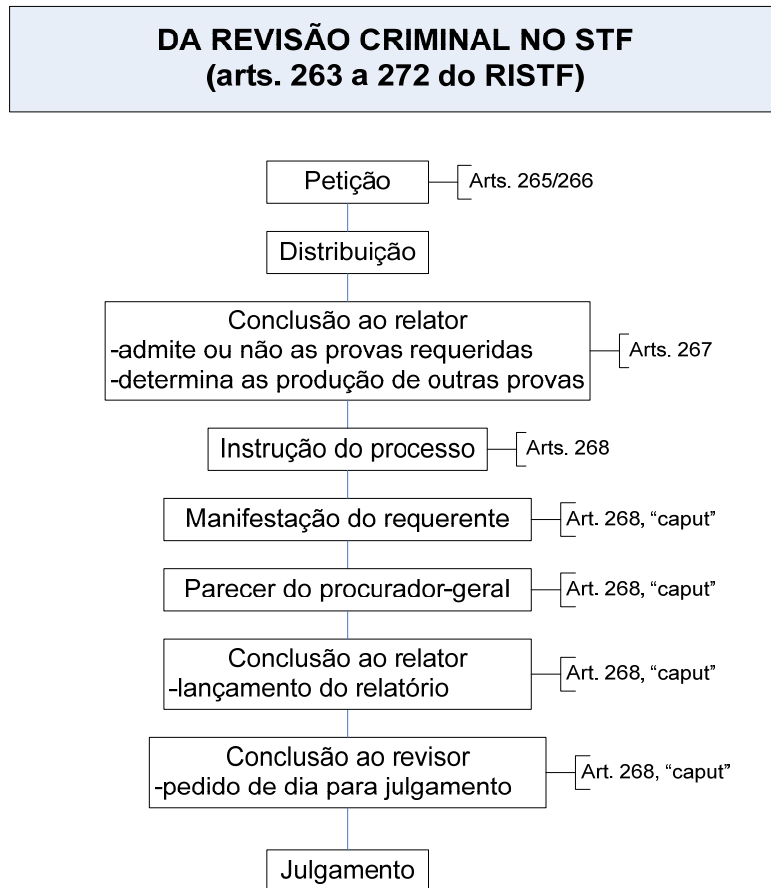 DA REVISÃO CRIMINAL NO STF
(arts. 263 a 272 do RISTF)
Petição
Arts. 265/266
Distribuição
Conclusão ao relator
-admite ou não as provas requeridas
-determina as produção de outras provas
Arts. 267
Instrução do processo
Arts. 268
Manifestação do requerente
Art. 268, “caput”
Parecer do procurador-geral
Art. 268, “caput”
Conclusão ao relator
-lançamento do relatório
Art. 268, “caput”
Conclusão ao revisor
-pedido de dia para julgamento
Art. 268, “caput”
Julgamento